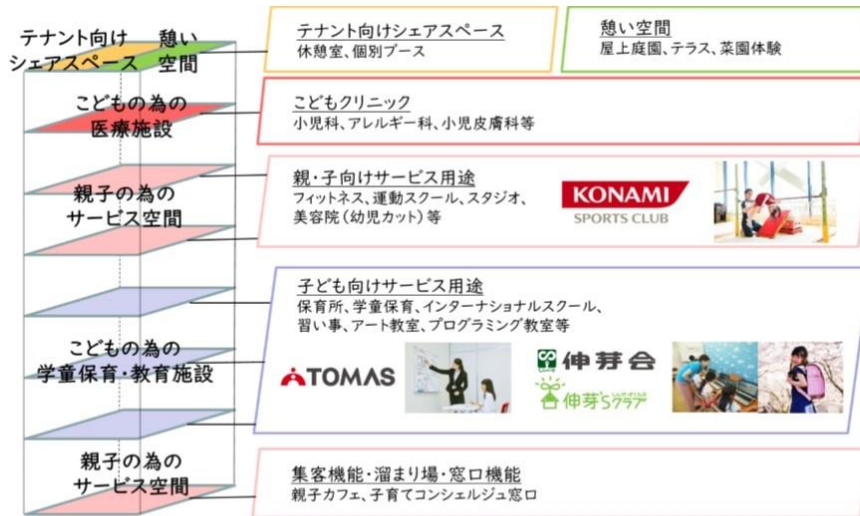 テナント向け
シェアスペース
憩い
空間
テナント向けシェアスペース
休憩室、個別ブース
憩い空間
屋上庭園、テラス、菜園体験
こどもの為の
医療施設
こどもクリニック
小児科、アレルギー科、小児皮膚科等
親子の為の
サービス空間
親・子向けサービス用途
フィットネス、運動スクール、スタジオ、
美容院（幼児カット）等
KONAMI
SPORTS CLUB
こどもの為の
学童保育・教育施設
子ども向けサービス用途
保育所、学童保育、インターナショナルスクール、
習い事、アート教室、プログラミング教室等
TOMAS
伸芽会
伸芽'Sクラブ
親子の為の
サービス空間
集客機能・溜まり場・窓口機能
親子カフェ、子育てコンシェルジュ窓口